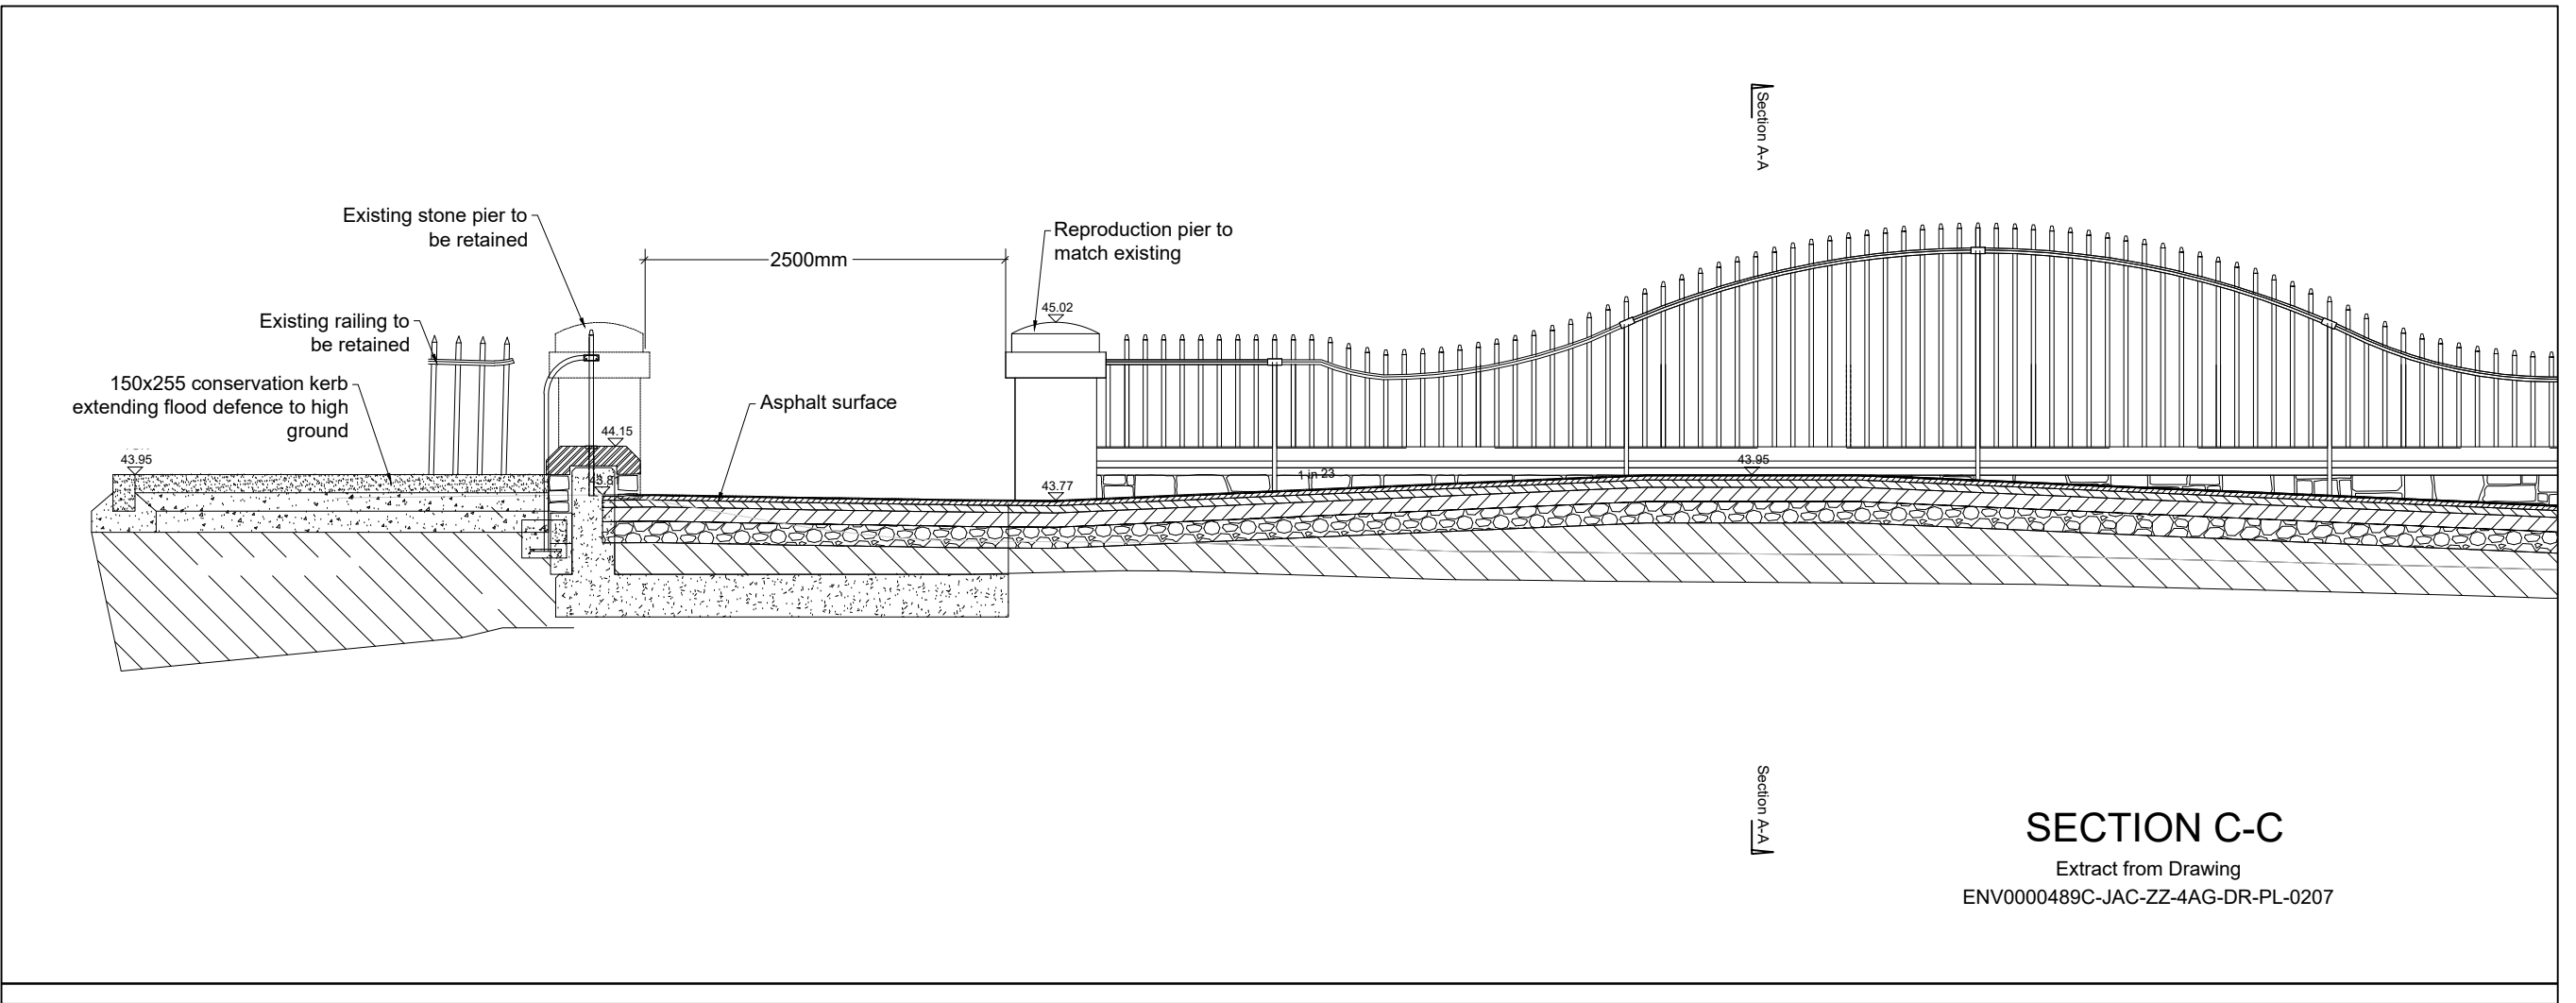 Section A-A
Existing stone pier to
be retained
2500mm
Reproduction pier to
match existing
45.02
Existing railing to
be retained
150x255 conservation kerb
extending flood defence to high
ground
Asphalt surface
44.15
43.95
43.95
1 in 23
43.77
Section A-A
SECTION C-C
Extract from Drawing
ENV0000489C-JAC-ZZ-4AG-DR-PL-0207